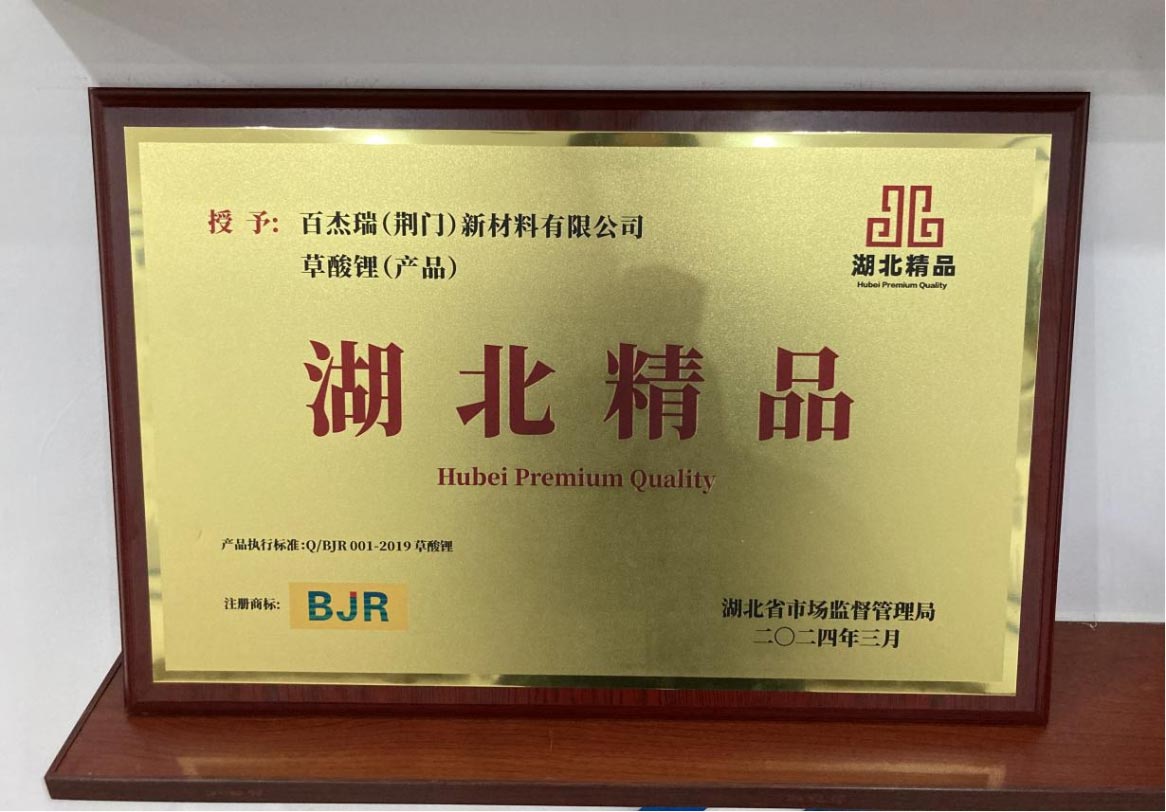 授 予: 百杰瑞(荆门)新材料有限公司
草酸锂(产品)
湖北精品
Hubei Premium Quality
湖北精品
Hubei Premium Quality
产品执行标准:Q/BJR 001-2019 草酸锂
注册商标: BJR
湖北省市场监督管理局
二〇二四年三月